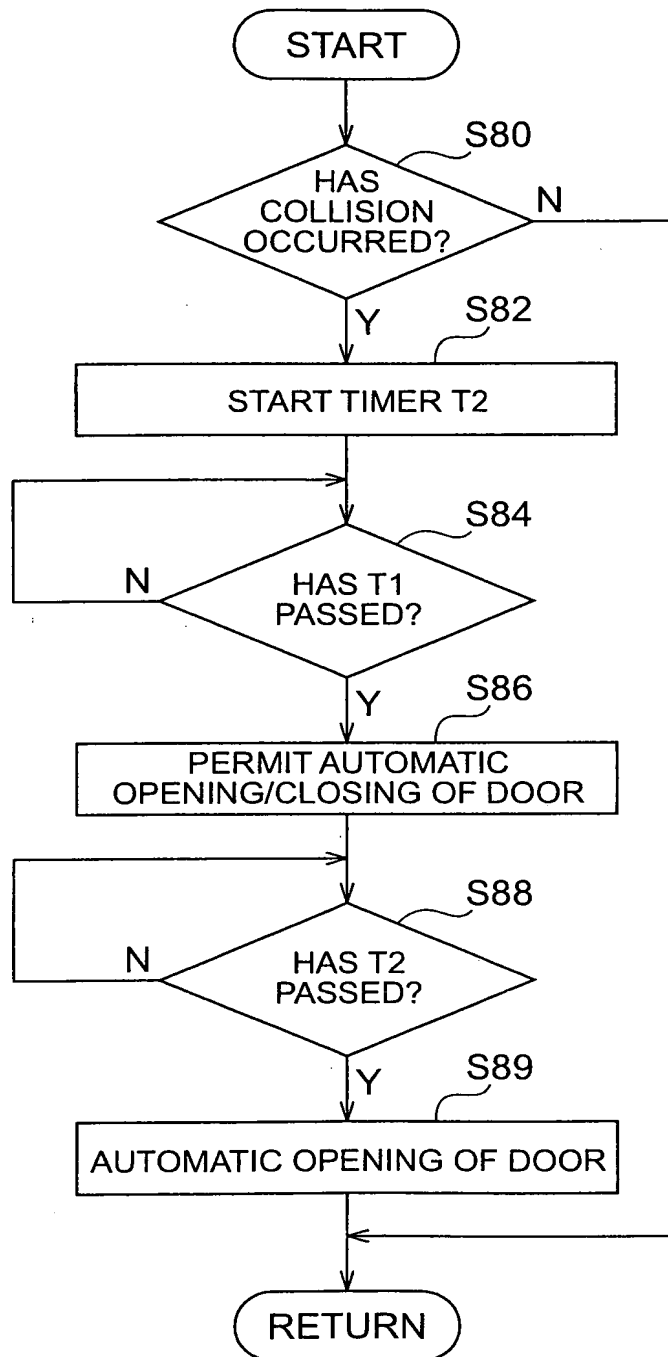 START
S80
HAS
COLLISION
OCCURRED?
N
Y
S82
START TIMER T2
S84
N
HAS T1
PASSED?
Y
S86
PERMIT AUTOMATIC
OPENING/CLOSING OF DOOR
S88
N
HAS T2
PASSED?
Y
S89
AUTOMATIC OPENING OF DOOR
RETURN